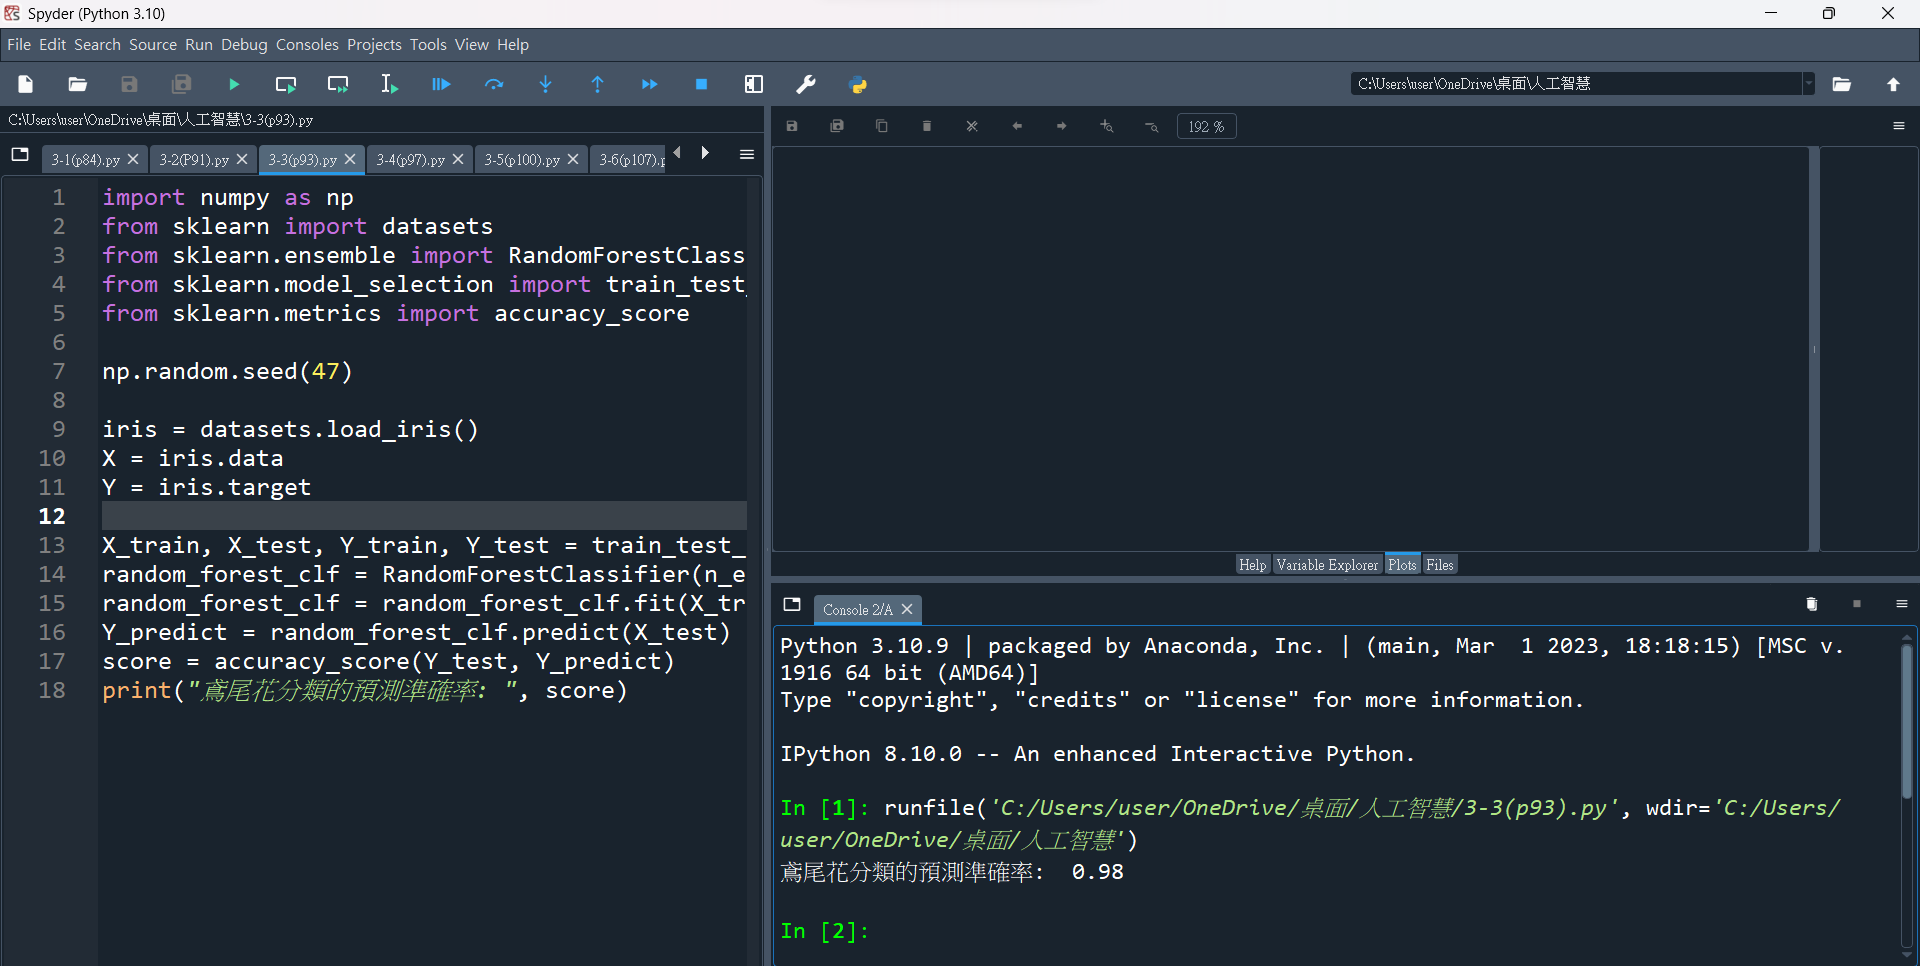 Spyder (Python 3.10)
File Edit Search Source Run Debug Consoles Projects Tools View Help
C:\Users\user\OneDrive\桌面\人工智慧
C:\Users\user\OneDrive\桌面\人工智慧\3-3(p93).py
3-1(p84).py 3-2(P91).py 3-3(p93).py 3-4(p97).py 3-5(p100).py 3-6(p107).p
1 import numpy as np
2 from sklearn import datasets
3 from sklearn.ensemble import RandomForestClass
4 from sklearn.model_selection import train_test_
5 from sklearn.metrics import accuracy_score
6
7 np.random.seed(47)
8
9 iris = datasets.load_iris()
10 X = iris.data
11 Y = iris.target
12
13 X_train, X_test, Y_train, Y_test = train_test_
14 random_forest_clf = RandomForestClassifier(n_e
15 random_forest_clf = random_forest_clf.fit(X_tr
16 Y_predict = random_forest_clf.predict(X_test)
17 score = accuracy_score(Y_test, Y_predict)
18 print("鳶尾花分類的預測準確率: ", score)
192 %
Help Variable Explorer Plots Files
Console 2/A
Python 3.10.9 | packaged by Anaconda, Inc. | (main, Mar  1 2023, 18:18:15) [MSC v.
1916 64 bit (AMD64)]
Type "copyright", "credits" or "license" for more information.
IPython 8.10.0 -- An enhanced Interactive Python.
In [1]: runfile('C:/Users/user/OneDrive/桌面/人工智慧/3-3(p93).py', wdir='C:/Users/
user/OneDrive/桌面/人工智慧')
鳶尾花分類的預測準確率:  0.98
In [2]: